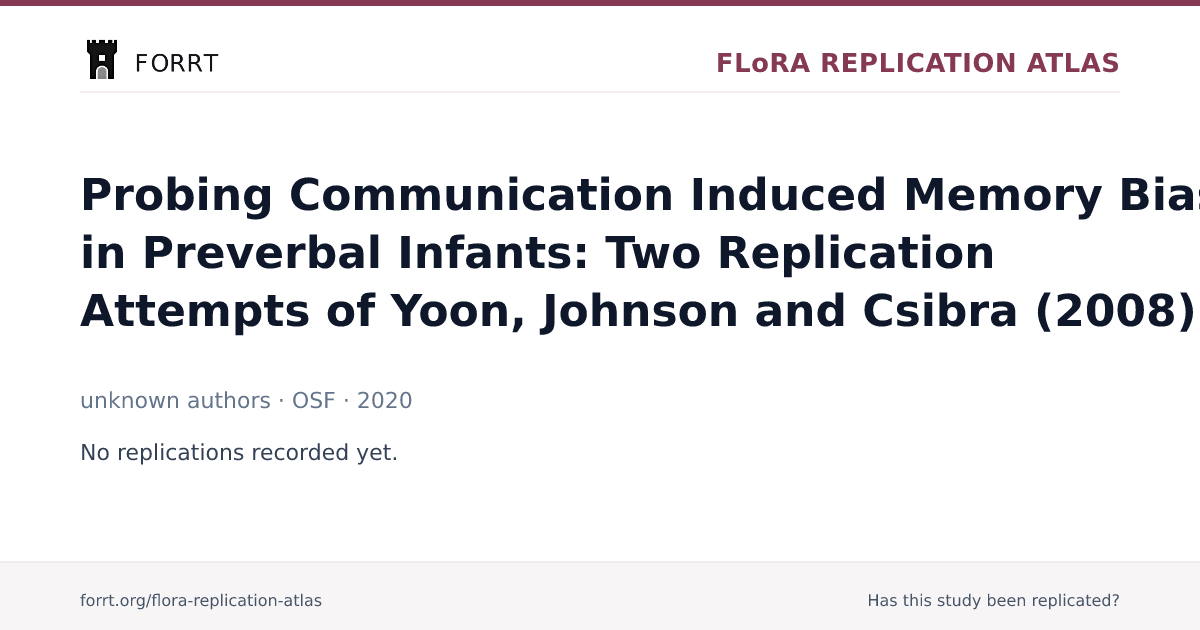 FORRT
FLoRA REPLICATION ATLAS
Probing Communication Induced Memory Bia
in Preverbal Infants: Two Replication
Attempts of Yoon, Johnson and Csibra (2008)
unknown authors · OSF · 2020
No replications recorded yet.
forrt.org/flora-replication-atlas
Has this study been replicated?